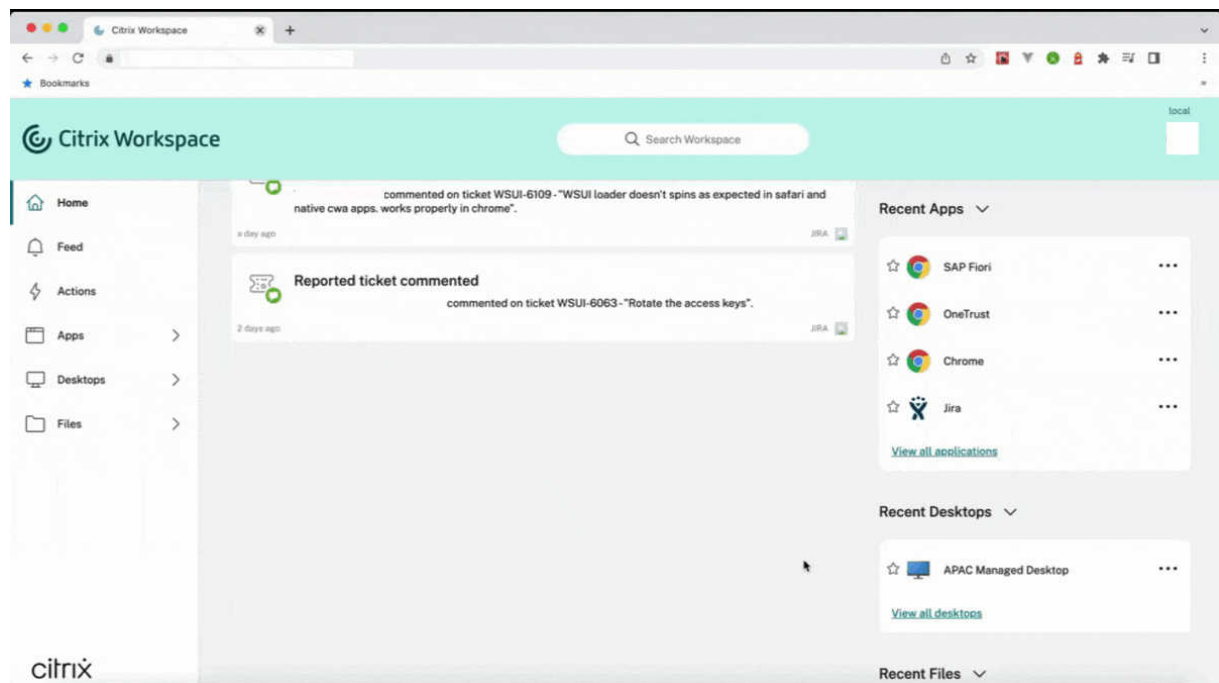 Citrix Workspace
Bookmarks
local
Citrix Workspace
Search Workspace
Home
Feed
Actions
Apps
Desktops
Files
citrix
commented on ticket WSUI-6109-"WSUI loader doesn't spins as expected in safari and
native cwa apps. works properly in chrome".
a day ago
JIRA
Reported ticket commented
commented on ticket WSUI-6063-"Rotate the access keys".
2 days ago
JIRA
Recent Apps
SAP Fiori
OneTrust
Chrome
Jira
View all applications
Recent Desktops
APAC Managed Desktop
View all desktops
Recent Files